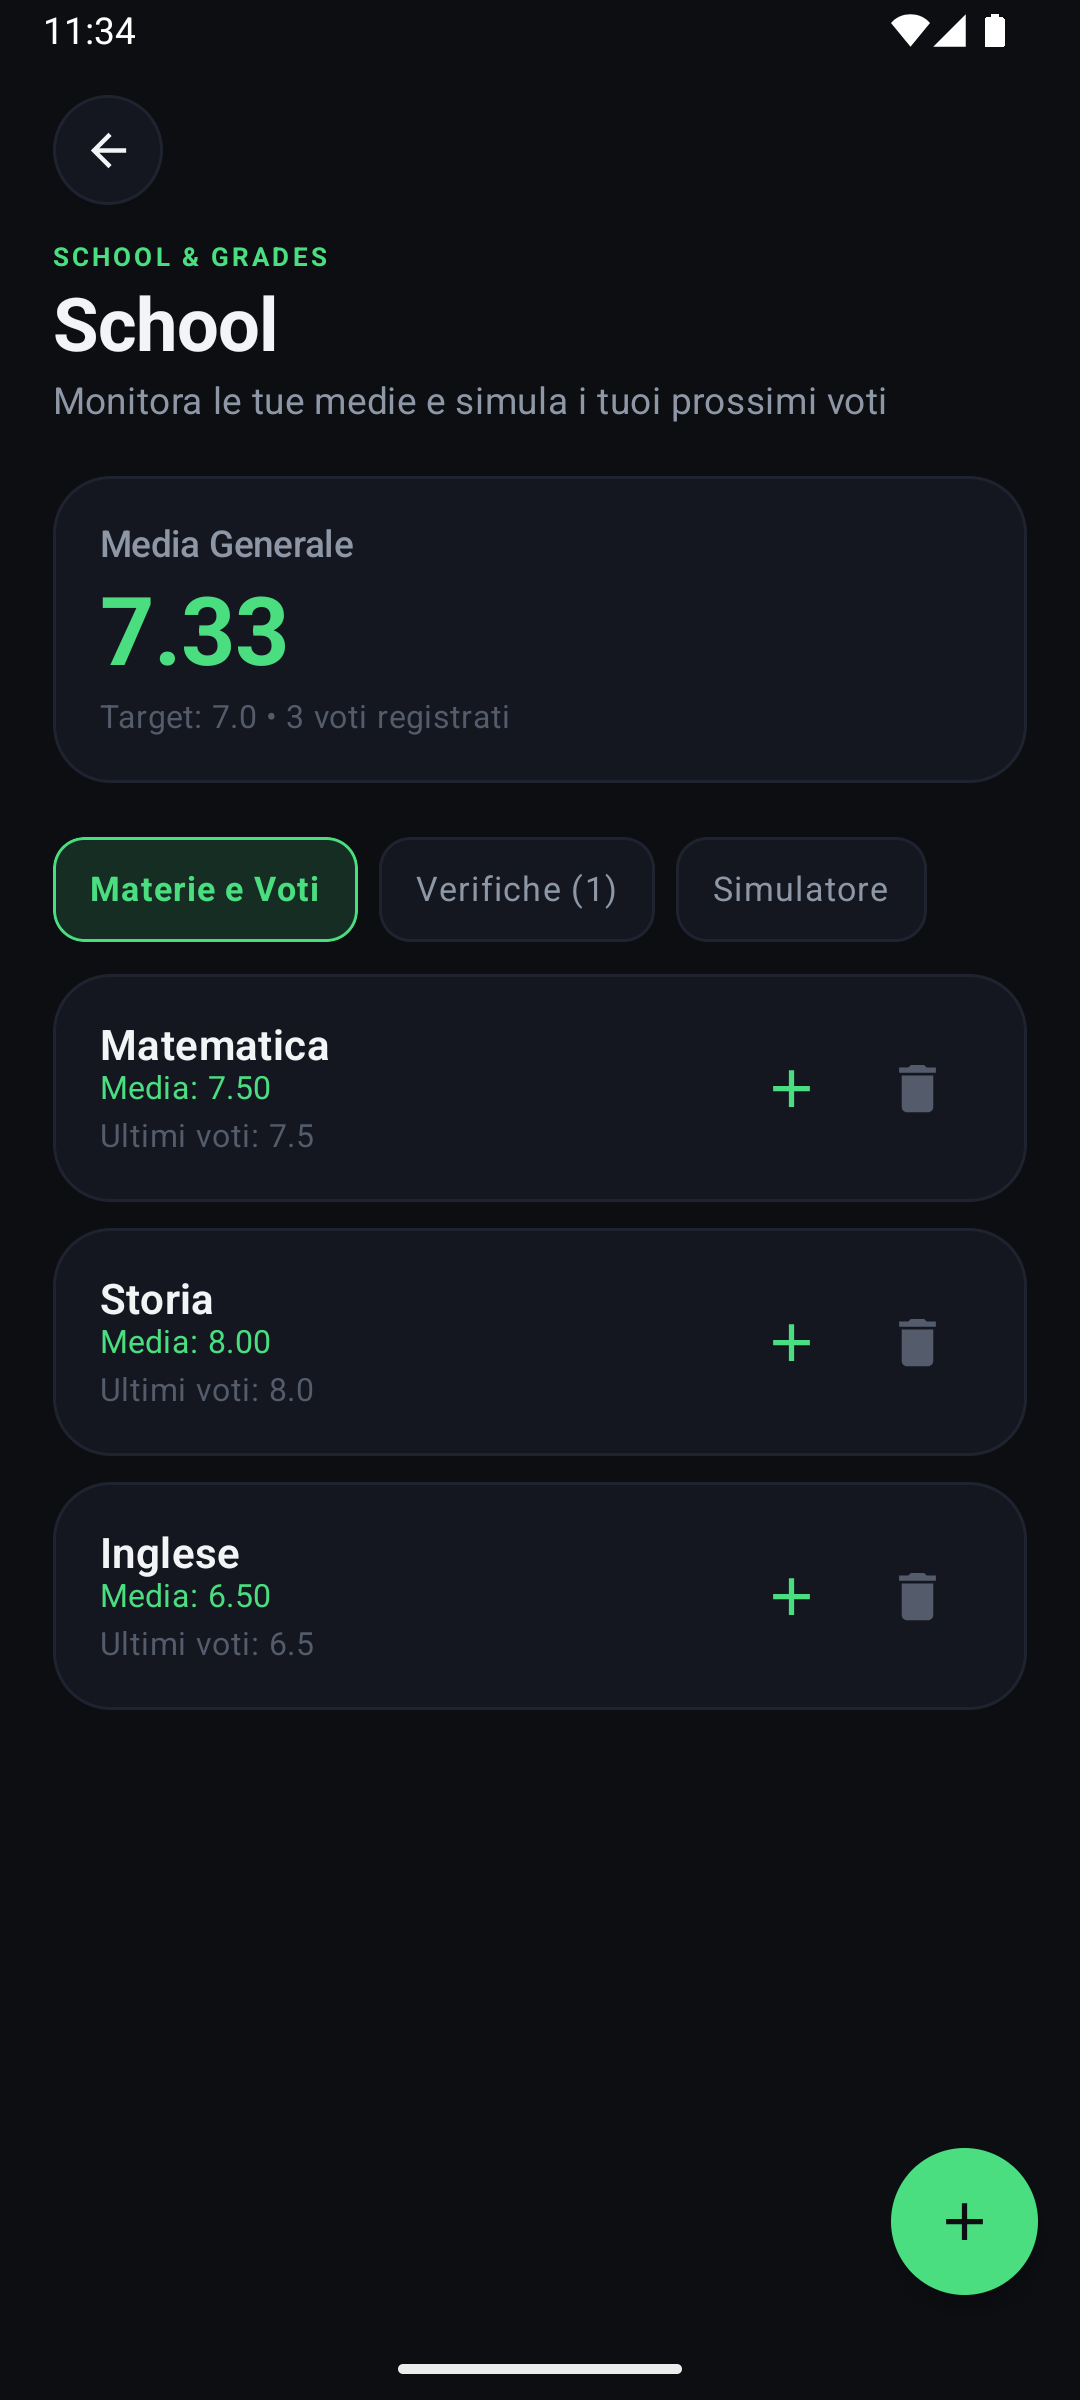 11:34
SCHOOL & GRADES
School
Monitora le tue medie e simula i tuoi prossimi voti
Media Generale
7.33
Target: 7.0 • 3 voti registrati
Materie e Voti
Verifiche (1)
Simulatore
Matematica
Media: 7.50
Ultimi voti: 7.5
Storia
Media: 8.00
Ultimi voti: 8.0
Inglese
Media: 6.50
Ultimi voti: 6.5